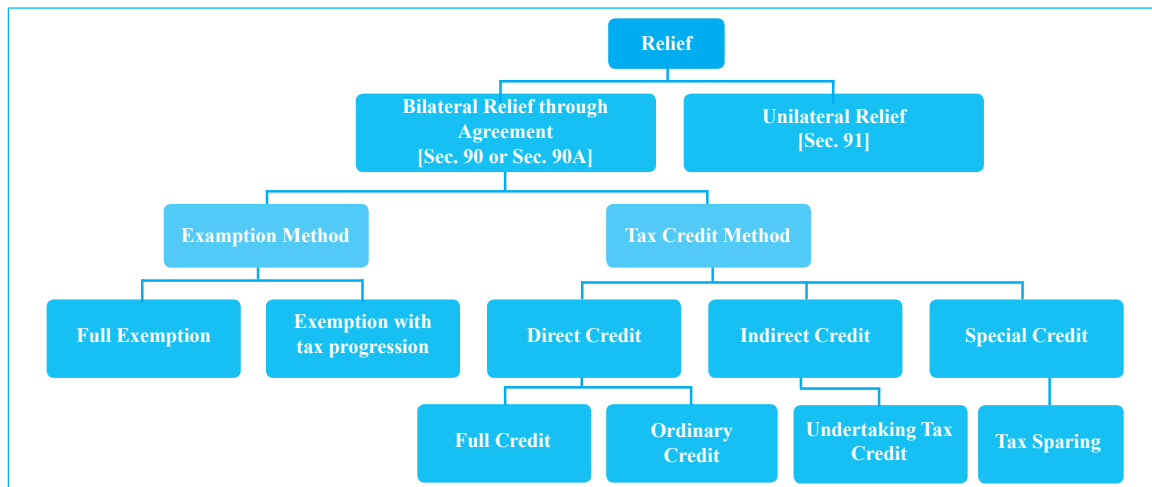 Relief
Bilateral Relief through
Agreement
[Sec. 90 or Sec. 90A]
Unilateral Relief
[Sec. 91]
Examption Method
Tax Credit Method
Full Exemption
Exemption with
tax progression
Direct Credit
Indirect Credit
Special Credit
Full Credit
Ordinary
Credit
Undertaking Tax
Credit
Tax Sparing